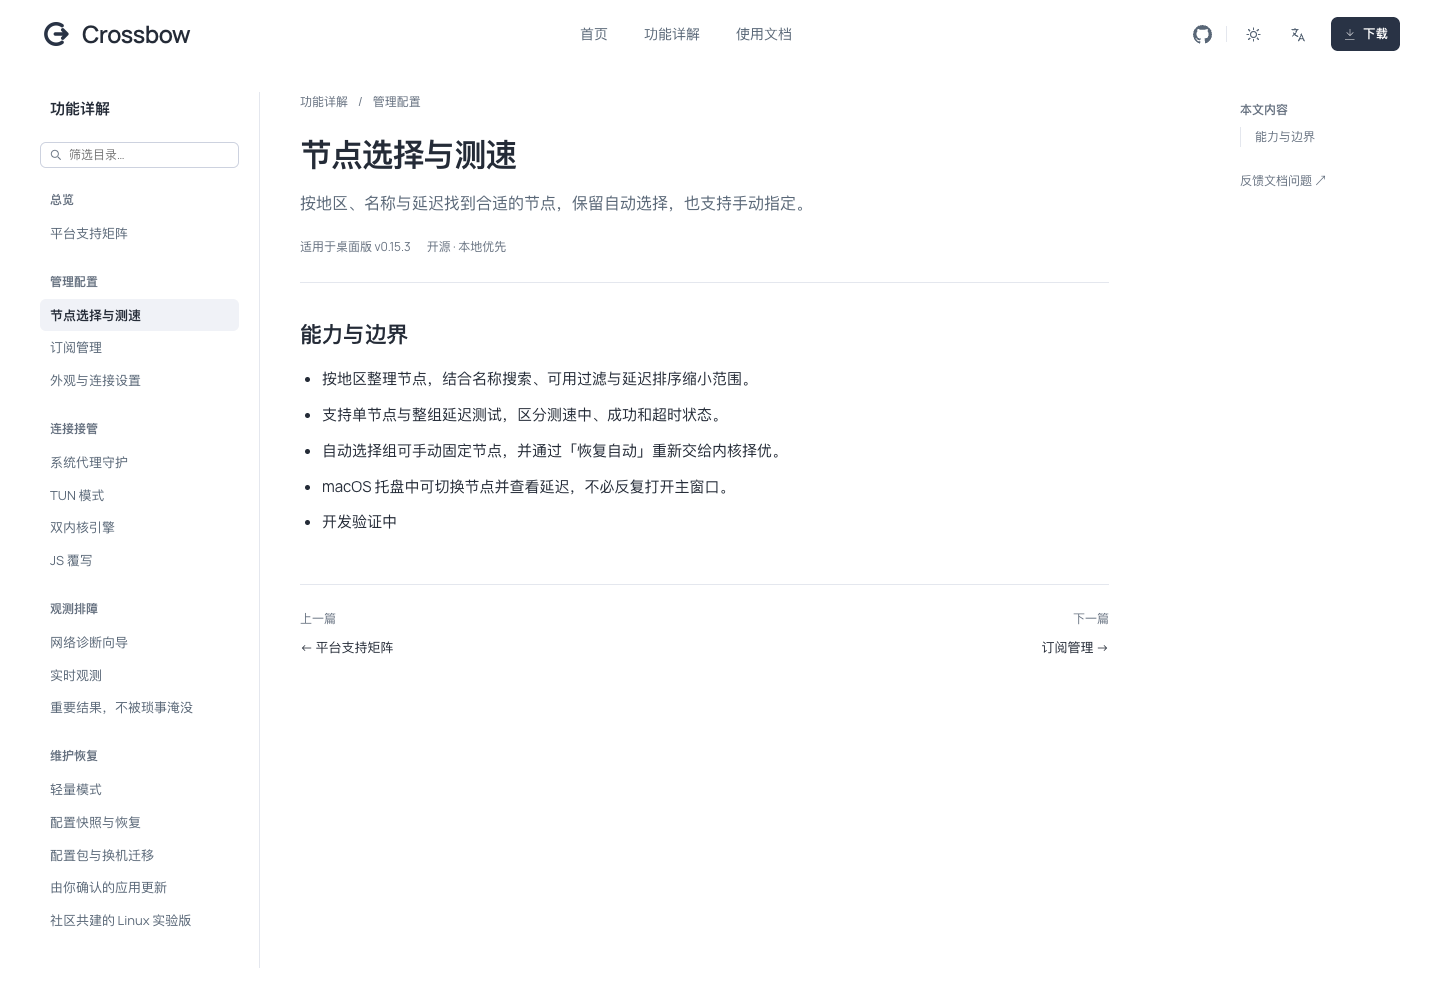 Crossbow
首页
功能详解
使用文档
下载
功能详解
筛选目录...
总览
平台支持矩阵
管理配置
节点选择与测速
订阅管理
外观与连接设置
连接接管
系统代理守护
TUN 模式
双内核引擎
JS 覆写
观测排障
网络诊断向导
实时观测
重要结果，不被琐事淹没
维护恢复
轻量模式
配置快照与恢复
配置包与换机迁移
由你确认的应用更新
社区共建的 Linux 实验版
功能详解 / 管理配置
节点选择与测速
按地区、名称与延迟找到合适的节点，保留自动选择，也支持手动指定。
适用于桌面版 v0.15.3 开源 · 本地优先
能力与边界
• 按地区整理节点，结合名称搜索、可用过滤与延迟排序缩小范围。
• 支持单节点与整组延迟测试，区分测速中、成功和超时状态。
• 自动选择组可手动固定节点，并通过「恢复自动」重新交给内核择优。
• macOS 托盘中可切换节点并查看延迟，不必反复打开主窗口。
• 开发验证中
上一篇
← 平台支持矩阵
下一篇
订阅管理 →
本文内容
能力与边界
反馈文档问题 ↗